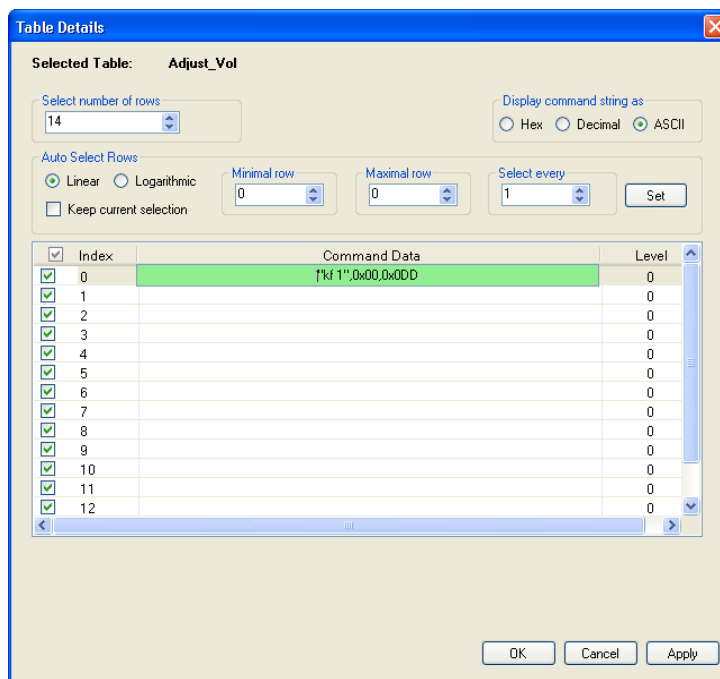 Table Details
Selected Table: Adjust_Vol
Select number of rows
14
Display command string as
Hex Decimal ASCII
Auto Select Rows
Linear Logarithmic
Keep current selection
Minimal row
0
Maximal row
0
Select every
1
Set
Index Command Data Level
0 ƒ"kf 1",0x00,0x0DD 0
1 0
2 0
3 0
4 0
5 0
6 0
7 0
8 0
9 0
10 0
11 0
12 0
OK Cancel Apply